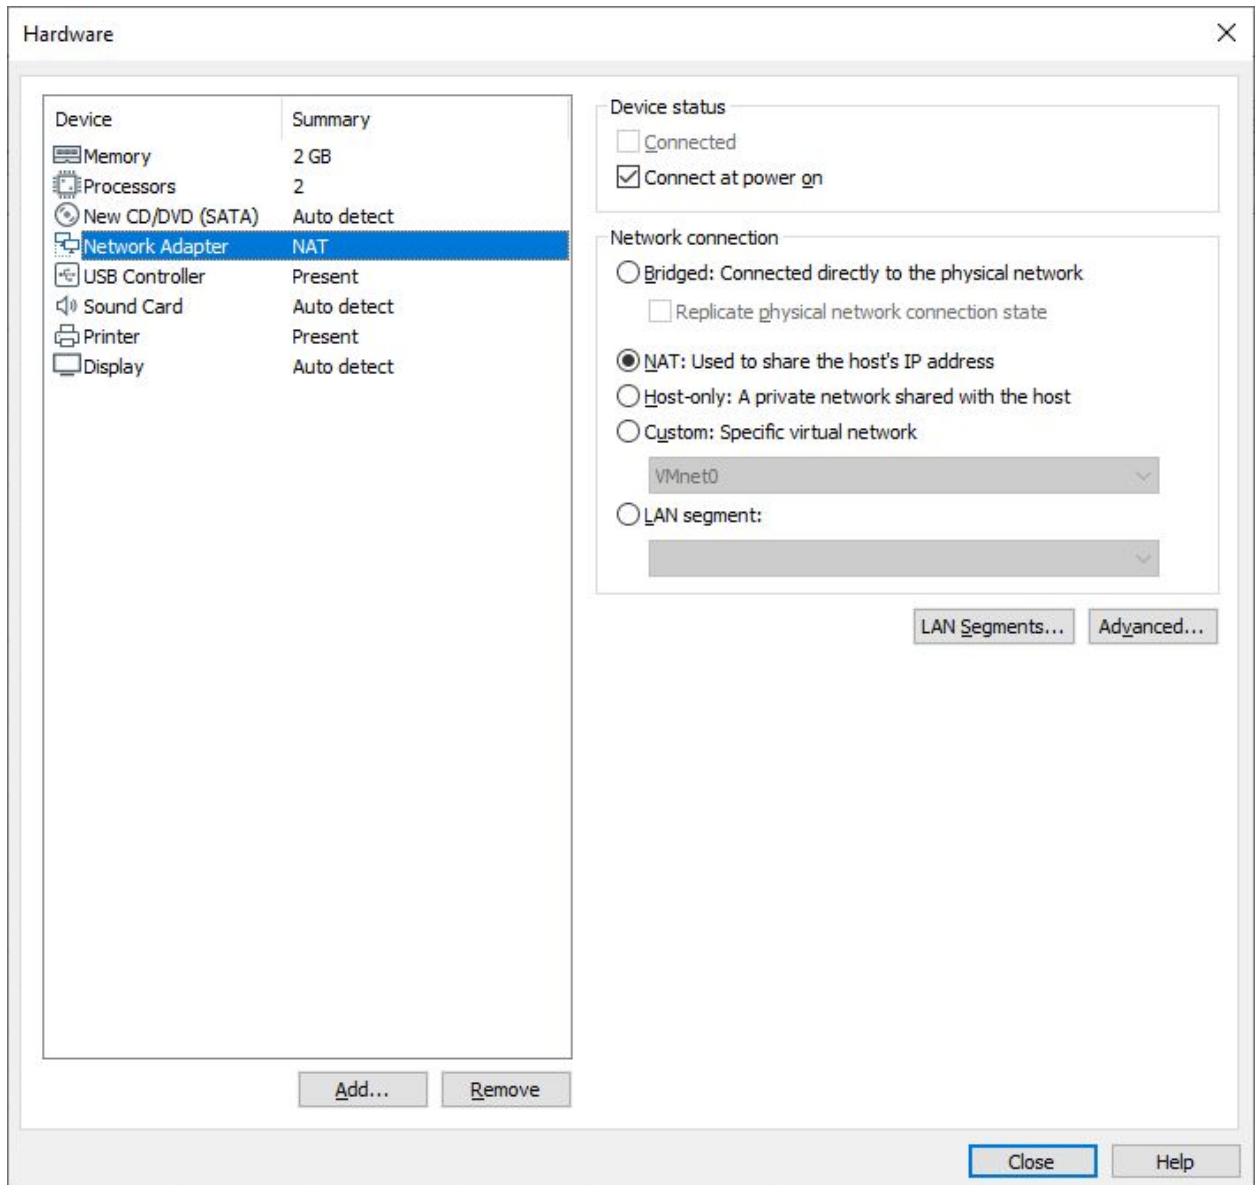 Hardware
Device Summary
Memory 2 GB
Processors 2
New CD/DVD (SATA) Auto detect
Network Adapter NAT
USB Controller Present
Sound Card Auto detect
Printer Present
Display Auto detect
Add... Remove
Device status
Connected
Connect at power on
Network connection
Bridged: Connected directly to the physical network
Replicate physical network connection state
NAT: Used to share the host's IP address
Host-only: A private network shared with the host
Custom: Specific virtual network
VMnet0
LAN segment:
LAN Segments... Advanced...
Close Help